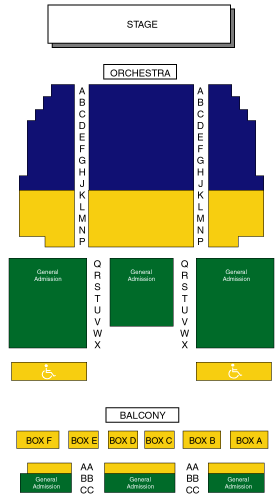 STAGE
ORCHESTRA
A A
B B
C C
D D
E E
F F
G G
H H
J J
K K
L L
M M
N N
P P
Q Q
R R
S S
T T
U U
V V
W W
X X
General Admission
General Admission
General Admission
BALCONY
BOX F BOX E BOX D BOX C BOX B BOX A
AA AA
BB BB
CC CC
General Admission
General Admission
General Admission